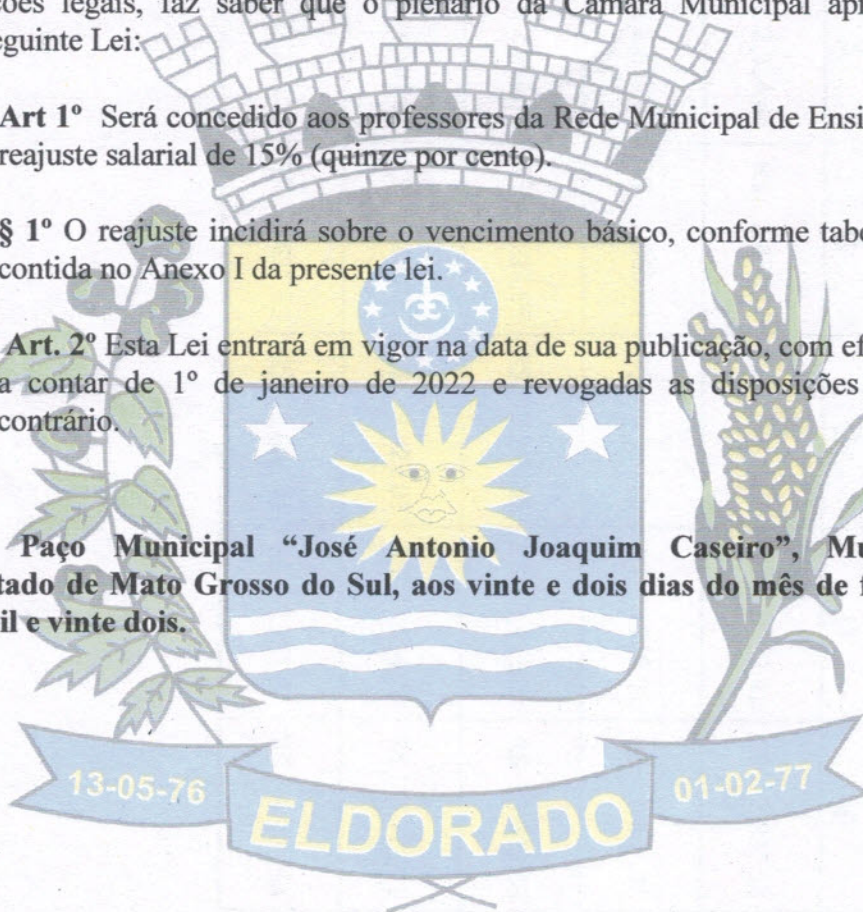 ções legais, faz saber que o plenário da Câmara Municipal
eguinte Lei:
Art 1º Será concedido aos professores da Rede Municipal de Ensi
reajuste salarial de 15% (quinze por cento).
§ 1º O reajuste incidirá sobre o vencimento básico, conforme tabe
contida no Anexo I da presente lei.
Art. 2º Esta Lei entrará em vigor na data de sua publicação, com ef
a contar de 1º de janeiro de 2022 e revogadas as disposições
contrário.
Paço Municipal “José Antonio Joaquim Caseiro”, Mu
tado de Mato Grosso do Sul, aos vinte e dois dias do mês de f
il e vinte dois.
13-05-76
ELDORADO
01-02-77